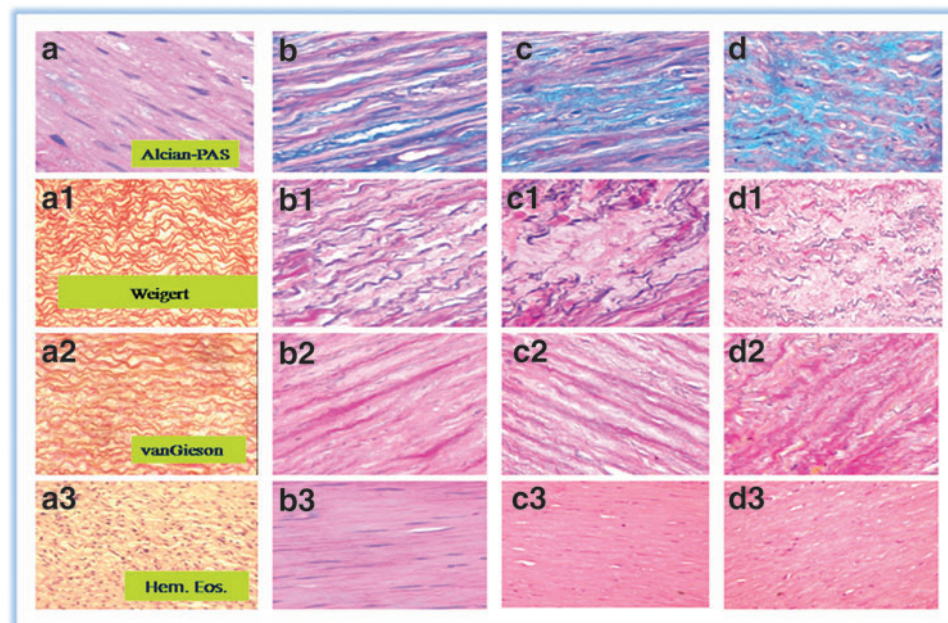 a b c d
Alcian-PAS
a1 b1 c1 d1
Weigert
a2 b2 c2 d2
vanGieson
a3 b3 c3 d3
Hem. Eos.